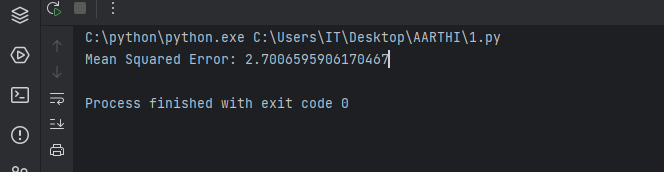 C:\python\python.exe C:\Users\IT\Desktop\AARTHI\1.py
Mean Squared Error: 2.7006595906170467
Process finished with exit code 0